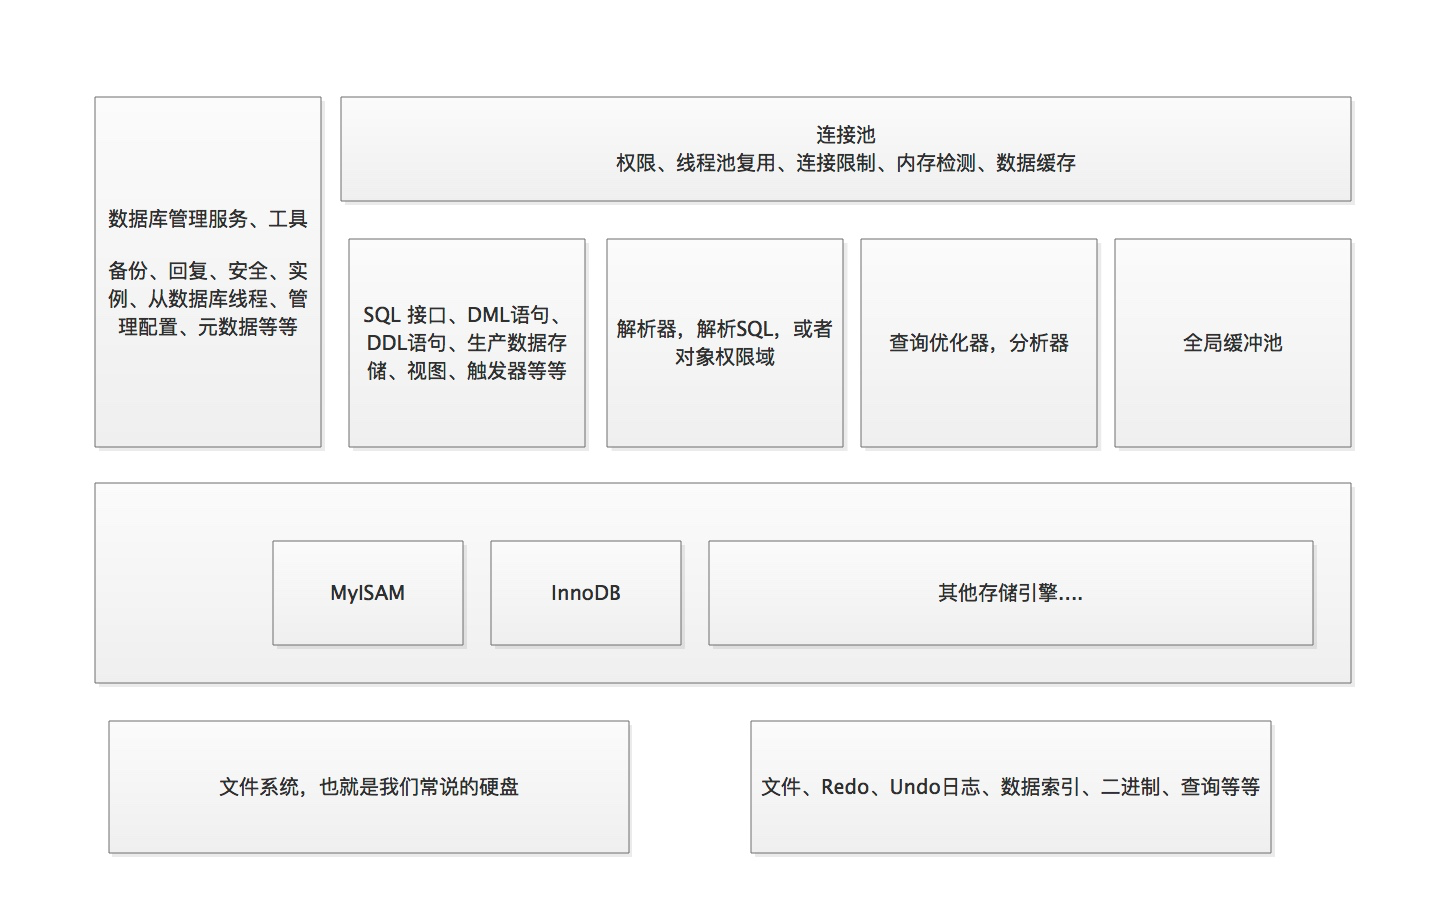 连接池
权限、线程池复用、连接限制、内存检测、数据缓存
数据库管理服务、工具
备份、回复、安全、实
例、从数据库线程、管
理配置、元数据等等
SQL 接口、DML语句、
DDL语句、生产数据存
储、视图、触发器等等
解析器，解析SQL，或者
对象权限域
查询优化器，分析器
全局缓冲池
MyISAM
InnoDB
其他存储引擎....
文件系统，也就是我们常说的硬盘
文件、Redo、Undo日志、数据索引、二进制、查询等等